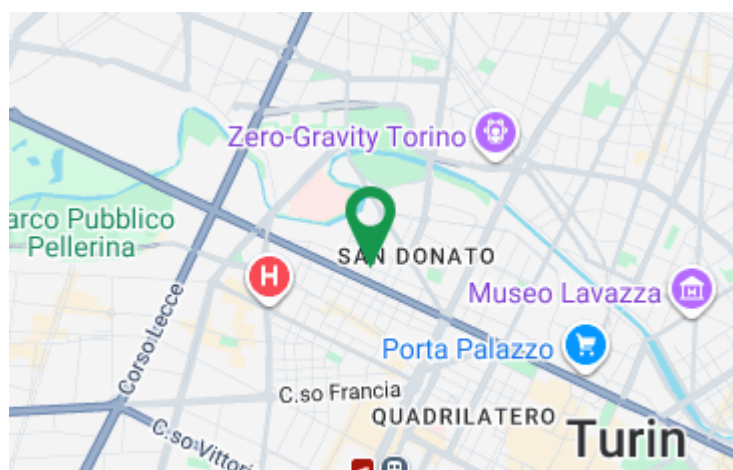 Zero-Gravity Torino
arco Pubblico
Pellerina
SAN DONATO
H
Museo Lavazza
Corso Lecce
Porta Palazzo
C.so Francia
QUADRILATERO
Turin
C.so Vittori